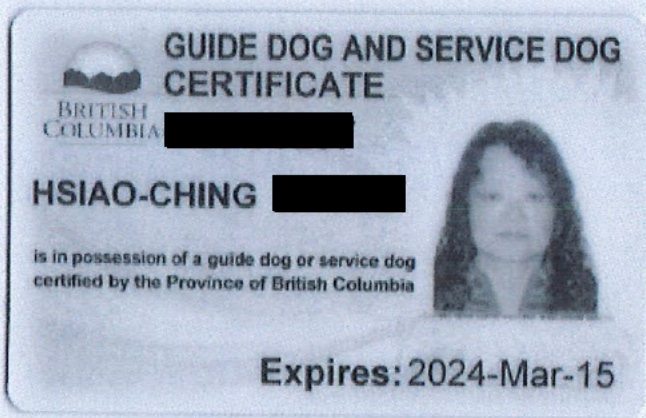 GUIDE DOG AND SERVICE DOG
CERTIFICATE
BRITISH
COLUMBIA
HSIAO-CHING
is in possession of a guide dog or service dog
certified by the Province of British Columbia
Expires: 2024-Mar-15